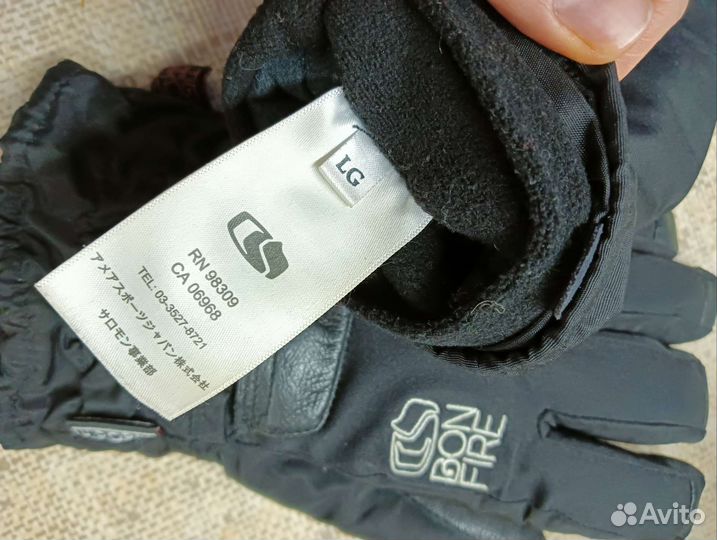 LG
RN 98309
CA 06968
TEL: 03-3527-8721
アメアスポーツジャパン株式会社
サロモン事業部
BON
FIRE
Avito